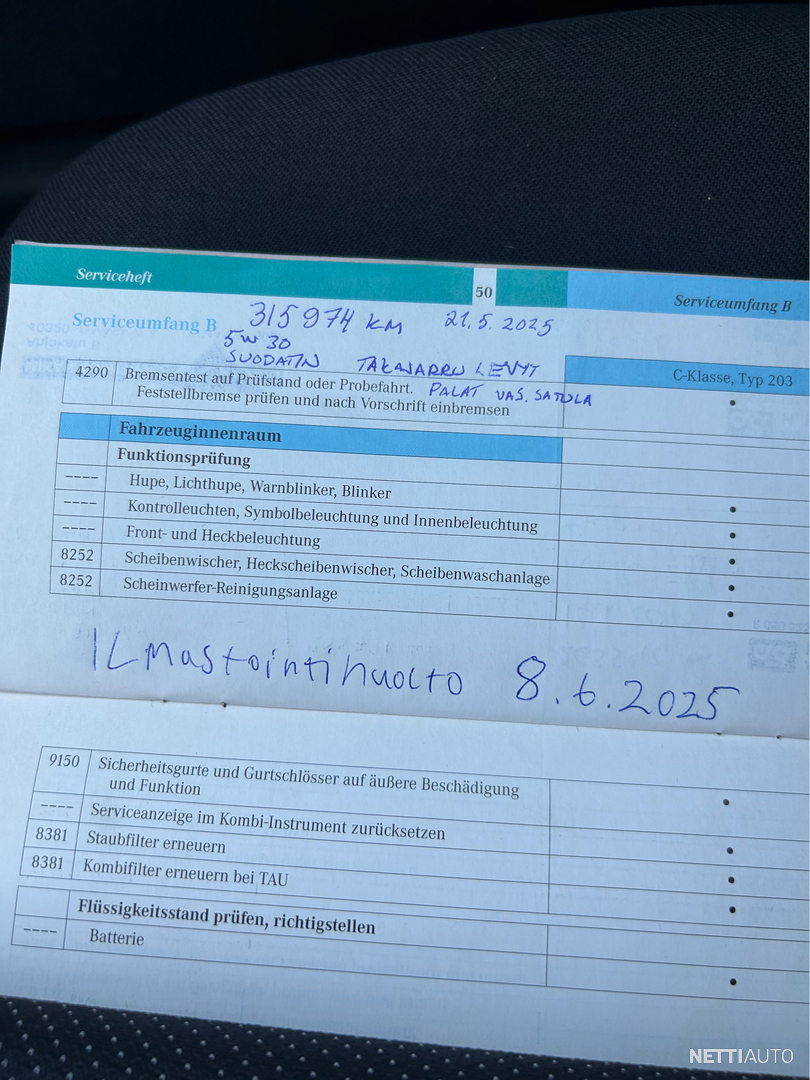 Serviceheft
50
Serviceumfang B
Serviceumfang B 315974 KM 21.5.2025
5W30
SUODATIN TAKAJARRU LEVYT
C-Klasse, Typ 203
4290 Bremsentest auf Prüfstand oder Probefahrt. PALAT VAS. SATULA
Feststellbremse prüfen und nach Vorschrift einbremsen •
Fahrzeuginnenraum
Funktionsprüfung
---- Hupe, Lichthupe, Warnblinker, Blinker •
---- Kontrolleuchten, Symbolbeleuchtung und Innenbeleuchtung •
---- Front- und Heckbeleuchtung •
8252 Scheibenwischer, Heckscheibenwischer, Scheibenwaschanlage •
8252 Scheinwerfer-Reinigungsanlage •
ILmastointihuolto 8.6.2025
9150 Sicherheitsgurte und Gurtschlösser auf äußere Beschädigung
und Funktion •
---- Serviceanzeige im Kombi-Instrument zurücksetzen •
8381 Staubfilter erneuern •
8381 Kombifilter erneuern bei TAU •
Flüssigkeitsstand prüfen, richtigstellen
---- Batterie •
NETTIAUTO